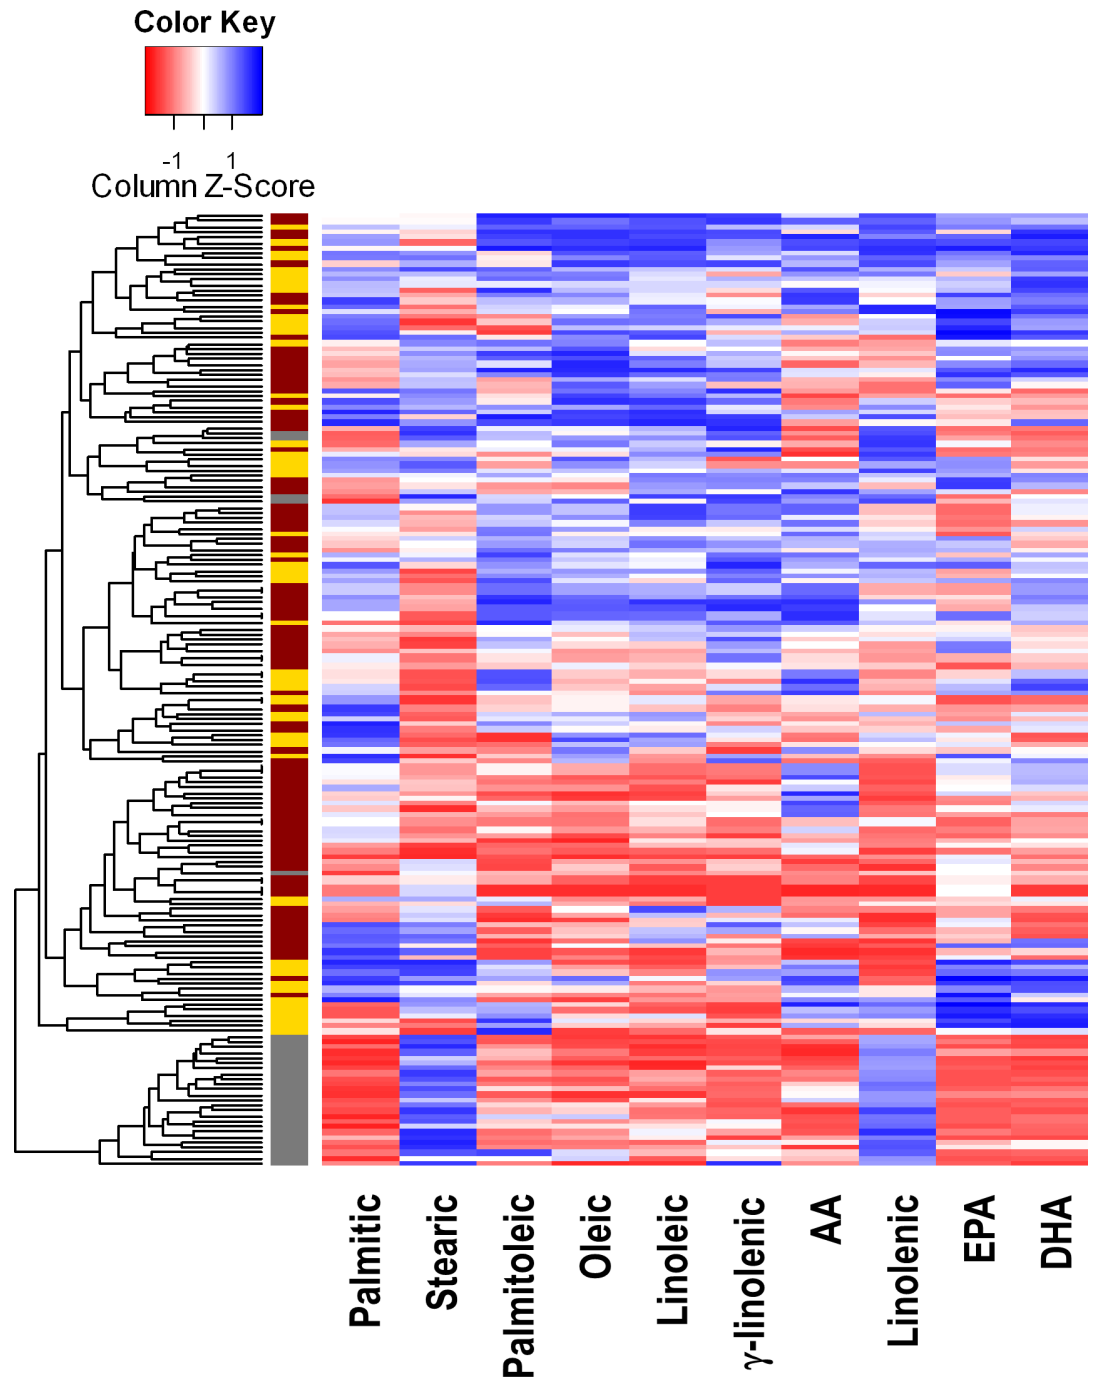 Color Key
-1 1
Column Z-Score
Palmitic
Stearic
Palmitoleic
Oleic
Linoleic
γ-linolenic
AA
Linolenic
EPA
DHA